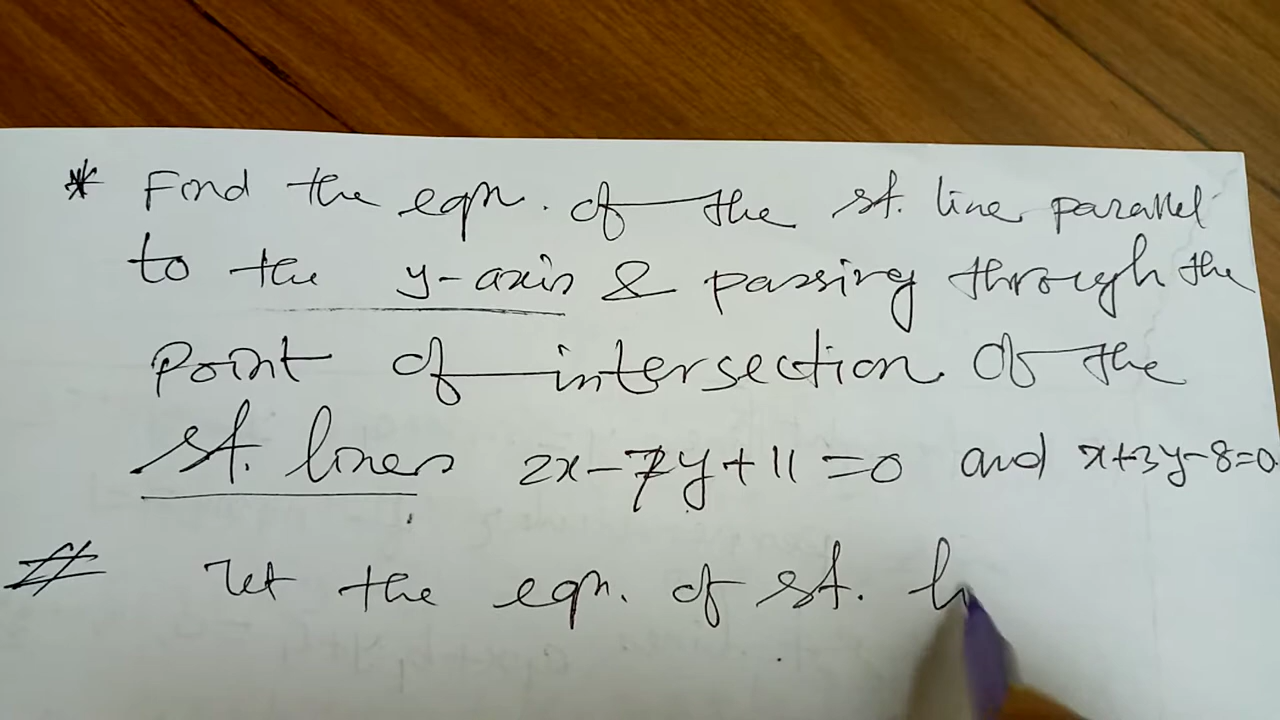 * Find the eqn. of the st. line parallel
to the y-axis & passing through the
point of intersection of the
st. lines 2x-7y+11=0 and x+3y-8=0.
# Let the eqn. of st. li